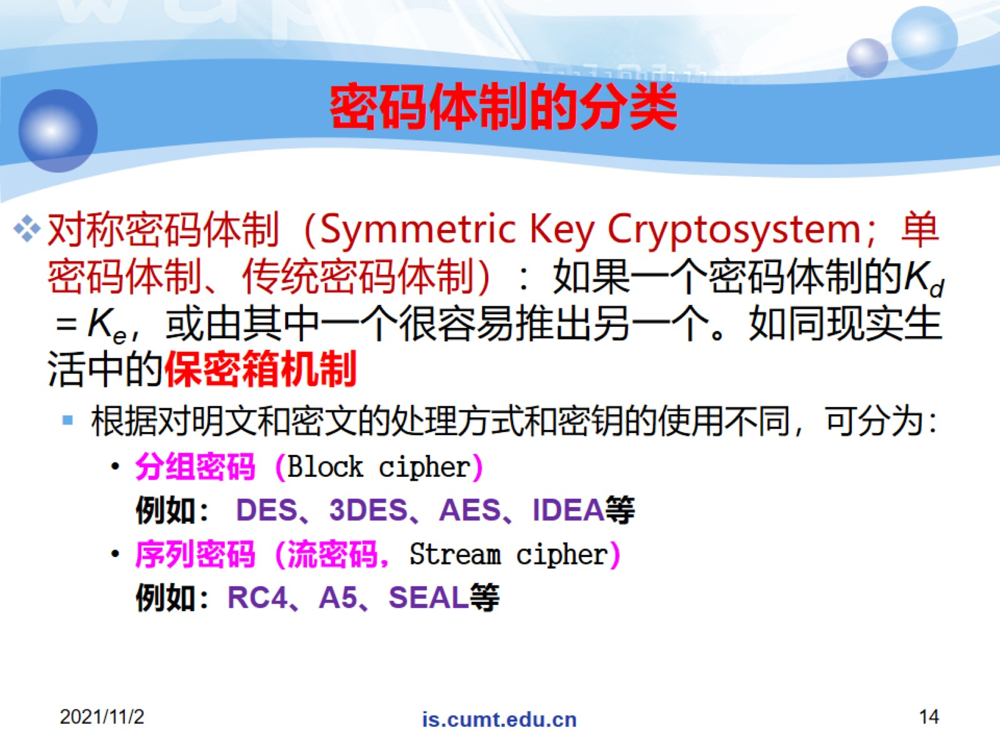 密码体制的分类
对称密码体制（Symmetric Key Cryptosystem；单
密码体制、传统密码体制）：如果一个密码体制的Kd
＝Ke，或由其中一个很容易推出另一个。如同现实生
活中的保密箱机制
根据对明文和密文的处理方式和密钥的使用不同，可分为：
• 分组密码（Block cipher）
例如： DES、3DES、AES、IDEA等
• 序列密码（流密码，Stream cipher）
例如：RC4、A5、SEAL等
2021/11/2
is.cumt.edu.cn
14